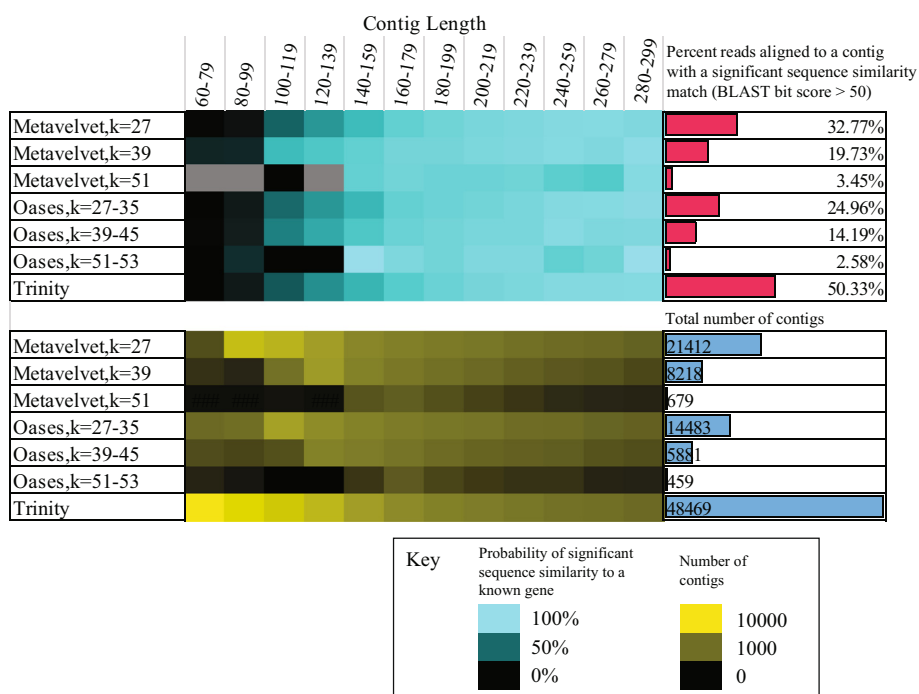 Contig Length
60-79 80-99 100-119 120-139 140-159 160-179 180-199 200-219 220-239 240-259 260-279 280-299
Percent reads aligned to a contig
with a significant sequence similarity
match (BLAST bit score > 50)
Metavelvet,k=27 32.77%
Metavelvet,k=39 19.73%
Metavelvet,k=51 3.45%
Oases,k=27-35 24.96%
Oases,k=39-45 14.19%
Oases,k=51-53 2.58%
Trinity 50.33%
Total number of contigs
Metavelvet,k=27 21412
Metavelvet,k=39 8218
Metavelvet,k=51 ### ### ### 679
Oases,k=27-35 14483
Oases,k=39-45 5881
Oases,k=51-53 459
Trinity 48469
Key
Probability of significant
sequence similarity to a
known gene
100%
50%
0%
Number of
contigs
10000
1000
0